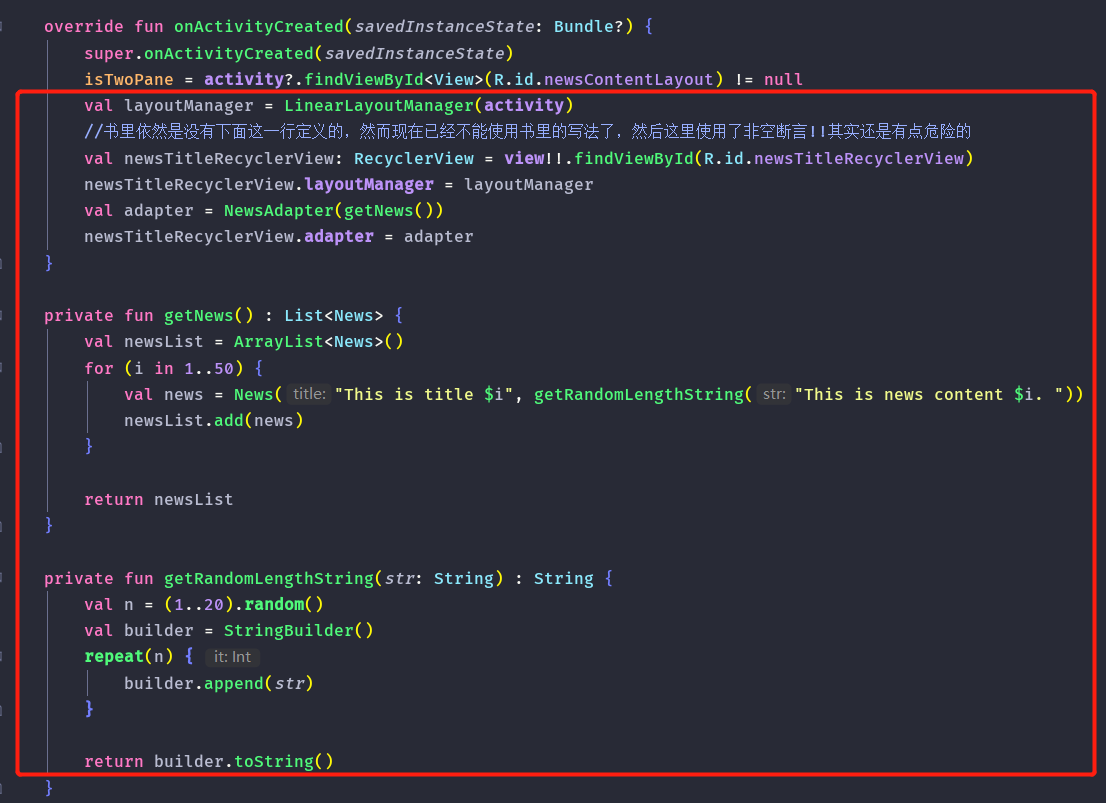 override fun onActivityCreated(savedInstanceState: Bundle?) {
super.onActivityCreated(savedInstanceState)
isTwoPane = activity?.findViewById<View>(R.id.newsContentLayout) != null
val layoutManager = LinearLayoutManager(activity)
//书里依然是没有下面这一行定义的，然而现在已经不能使用书里的写法了，然后这里使用了非空断言!!其实还是有点危险的
val newsTitleRecyclerView: RecyclerView = view!!.findViewById(R.id.newsTitleRecyclerView)
newsTitleRecyclerView.layoutManager = layoutManager
val adapter = NewsAdapter(getNews())
newsTitleRecyclerView.adapter = adapter
}
private fun getNews() : List<News> {
val newsList = ArrayList<News>()
for (i in 1..50) {
val news = News( title: "This is title $i", getRandomLengthString( str: "This is news content $i. "))
newsList.add(news)
}
return newsList
}
private fun getRandomLengthString(str: String) : String {
val n = (1..20).random()
val builder = StringBuilder()
repeat(n) { it: Int
builder.append(str)
}
return builder.toString()
}